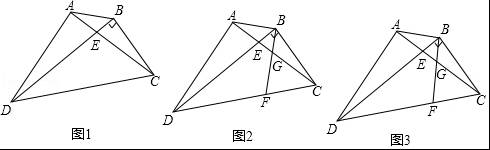 A B E C D
图1
A B E G F C D
图2
A B E G F C D
图3